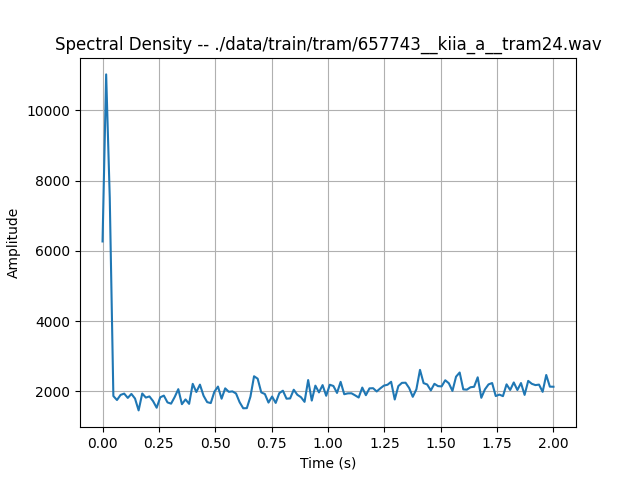 Spectral Density -- ./data/train/tram/657743__kiia_a__tram24.wav
10000
8000
6000
4000
2000
Amplitude
0.00 0.25 0.50 0.75 1.00 1.25 1.50 1.75 2.00
Time (s)